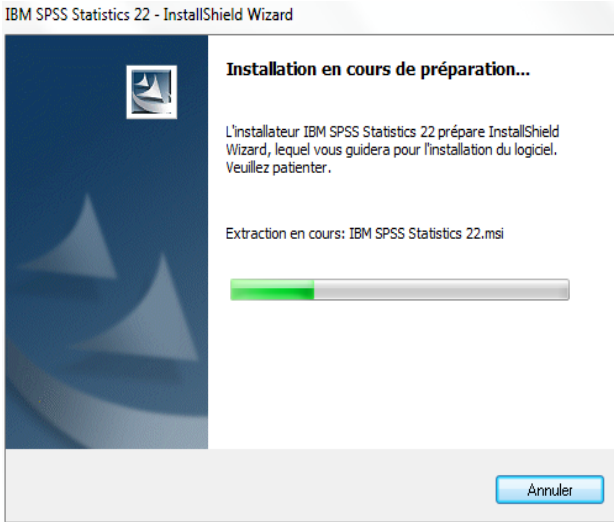 IBM SPSS Statistics 22 - InstallShield Wizard
Installation en cours de préparation...
L'installateur IBM SPSS Statistics 22 prépare InstallShield
Wizard, lequel vous guidera pour l'installation du logiciel.
Veuillez patienter.
Extraction en cours: IBM SPSS Statistics 22.msi
Annuler